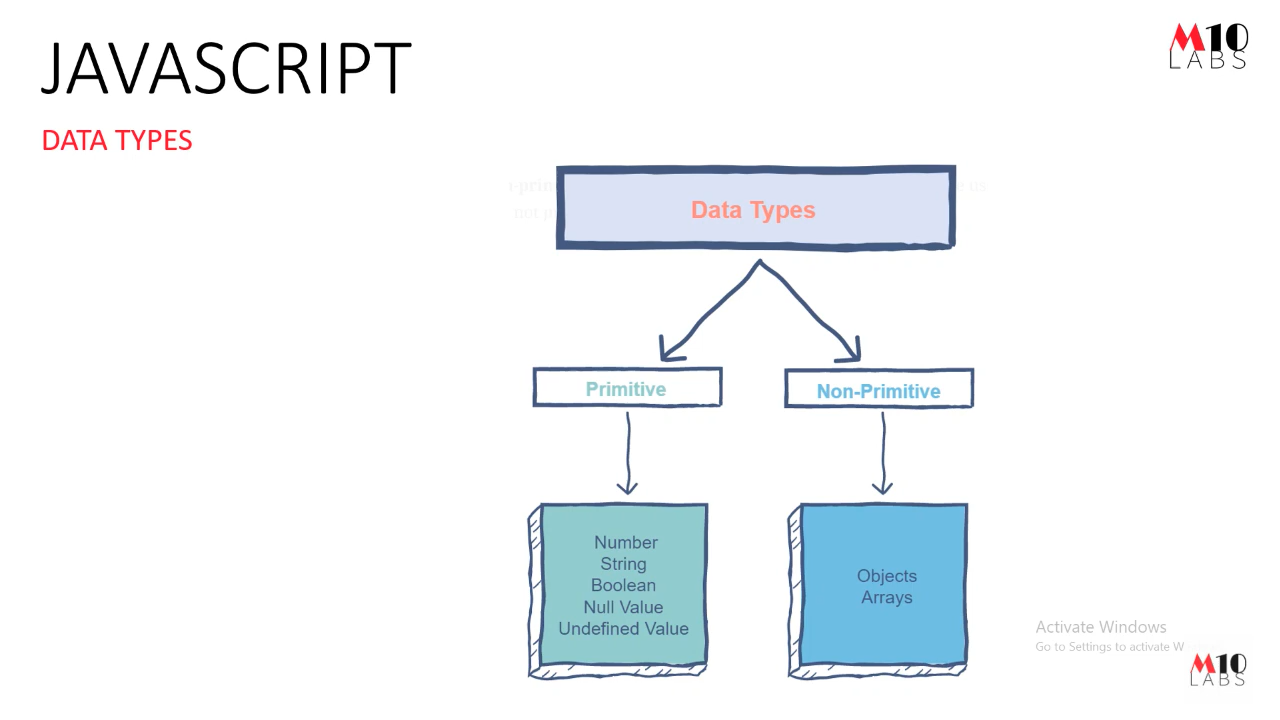 JAVASCRIPT
M10
LABS
DATA TYPES
Data Types
Primitive
Non-Primitive
Number
String
Boolean
Null Value
Undefined Value
Objects
Arrays
Activate Windows
Go to Settings to activate W
M10
LABS